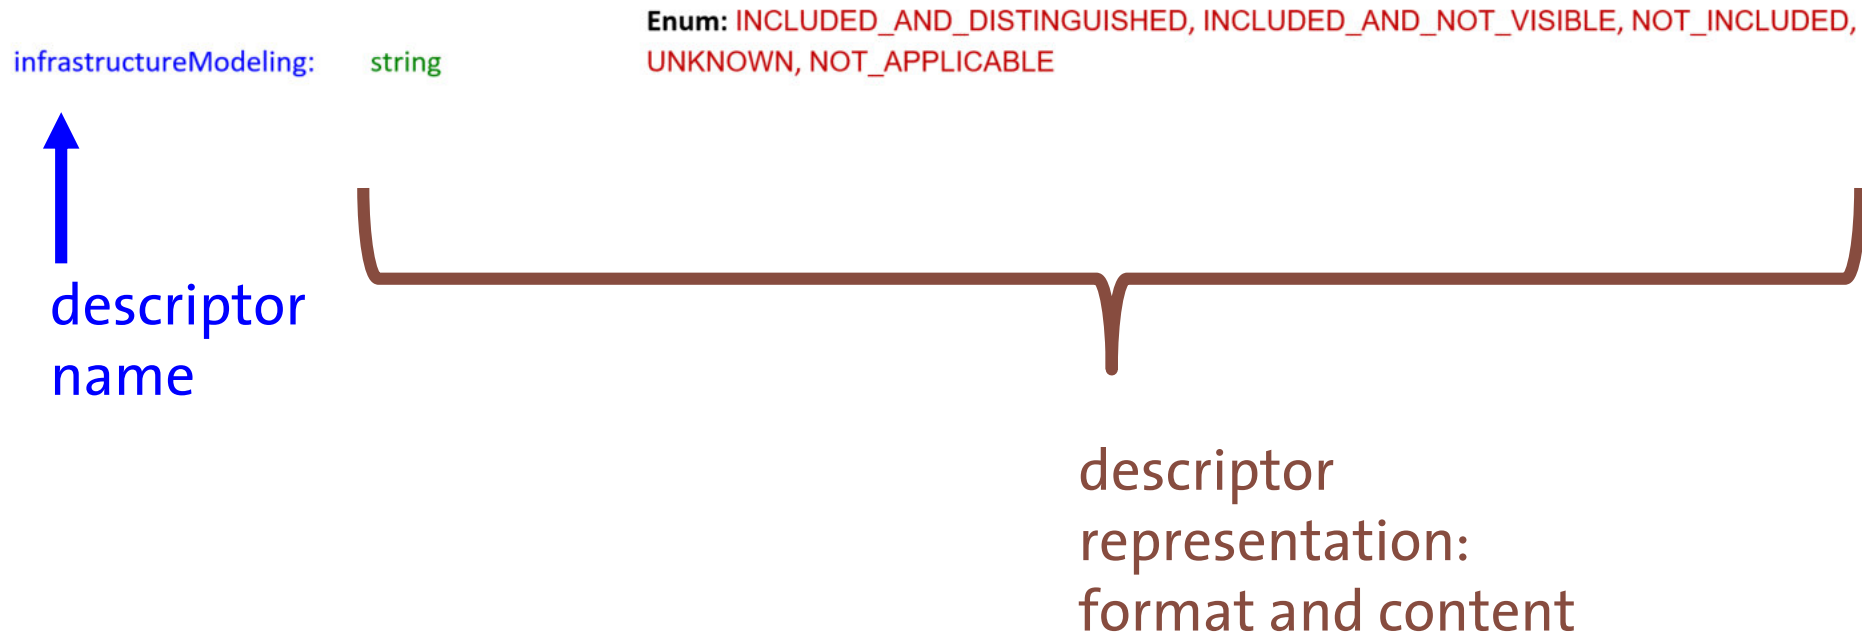 Enum: INCLUDED_AND_DISTINGUISHED, INCLUDED_AND_NOT_VISIBLE, NOT_INCLUDED,
infrastructureModeling: string UNKNOWN, NOT_APPLICABLE
descriptor
name
descriptor
representation:
format and content